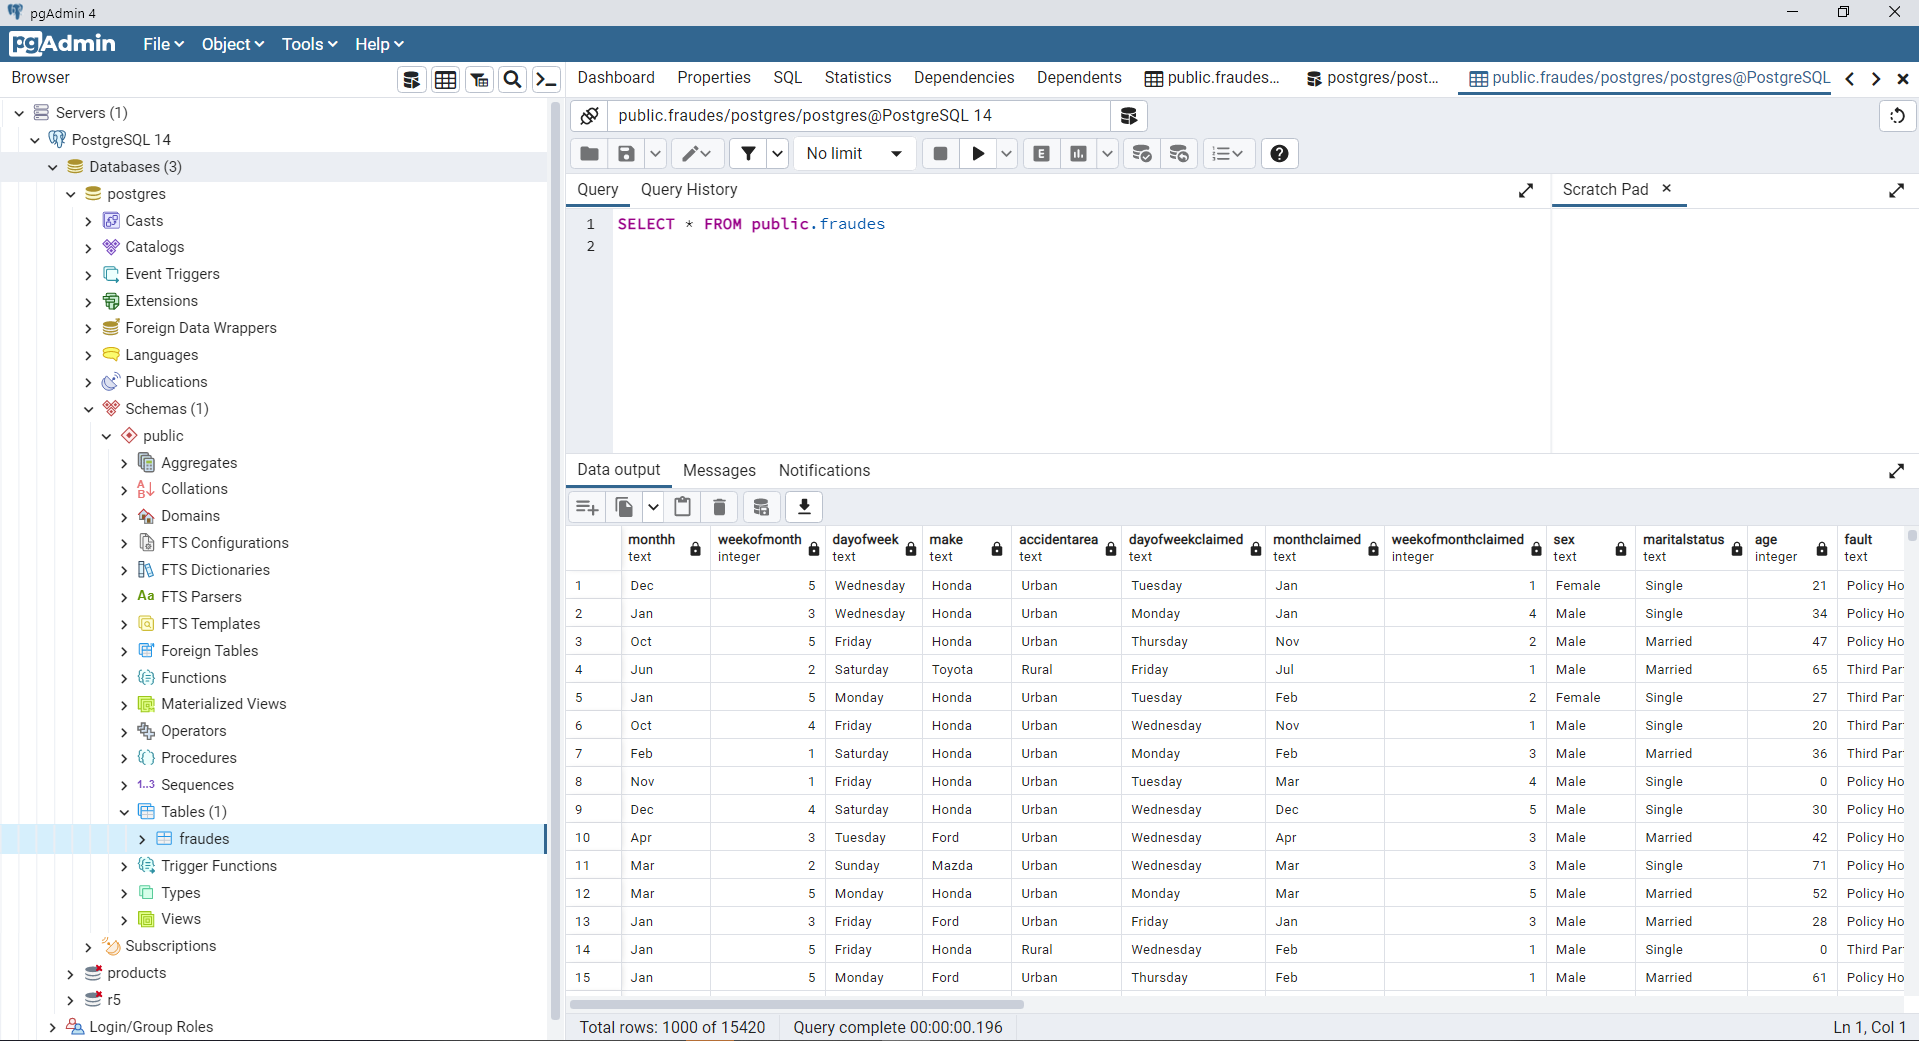 pgAdmin 4
pgAdmin File Object Tools Help
Browser
Dashboard Properties SQL Statistics Dependencies Dependents public.fraudes... postgres/post... public.fraudes/postgres/postgres@PostgreSQL
Servers (1)
PostgreSQL 14
Databases (3)
postgres
Casts
Catalogs
Event Triggers
Extensions
Foreign Data Wrappers
Languages
Publications
Schemas (1)
public
Aggregates
Collations
Domains
FTS Configurations
FTS Dictionaries
Aa FTS Parsers
FTS Templates
Foreign Tables
Functions
Materialized Views
Operators
Procedures
1..3 Sequences
Tables (1)
fraudes
Trigger Functions
Types
Views
Subscriptions
products
r5
Login/Group Roles
public.fraudes/postgres/postgres@PostgreSQL 14
No limit
E
Query Query History
Scratch Pad
1 SELECT * FROM public.fraudes
2
Data output Messages Notifications
monthh weekofmonth dayofweek make accidentarea dayofweekclaimed monthclaimed weekofmonthclaimed sex maritalstatus age fault
text integer text text text text text integer text text integer text
1 Dec 5 Wednesday Honda Urban Tuesday Jan 1 Female Single 21 Policy Ho
2 Jan 3 Wednesday Honda Urban Monday Jan 4 Male Single 34 Policy Ho
3 Oct 5 Friday Honda Urban Thursday Nov 2 Male Married 47 Policy Ho
4 Jun 2 Saturday Toyota Rural Friday Jul 1 Male Married 65 Third Par
5 Jan 5 Monday Honda Urban Tuesday Feb 2 Female Single 27 Third Par
6 Oct 4 Friday Honda Urban Wednesday Nov 1 Male Single 20 Third Par
7 Feb 1 Saturday Honda Urban Monday Feb 3 Male Married 36 Third Par
8 Nov 1 Friday Honda Urban Tuesday Mar 4 Male Single 0 Policy Ho
9 Dec 4 Saturday Honda Urban Wednesday Dec 5 Male Single 30 Policy Ho
10 Apr 3 Tuesday Ford Urban Wednesday Apr 3 Male Married 42 Policy Ho
11 Mar 2 Sunday Mazda Urban Wednesday Mar 3 Male Single 71 Policy Ho
12 Mar 5 Monday Honda Urban Monday Mar 5 Male Married 52 Policy Ho
13 Jan 3 Friday Ford Urban Friday Jan 3 Male Married 28 Policy Ho
14 Jan 5 Friday Honda Rural Wednesday Feb 1 Male Single 0 Third Par
15 Jan 5 Monday Ford Urban Thursday Feb 1 Male Married 61 Policy Ho
Total rows: 1000 of 15420 Query complete 00:00:00.196 Ln 1, Col 1